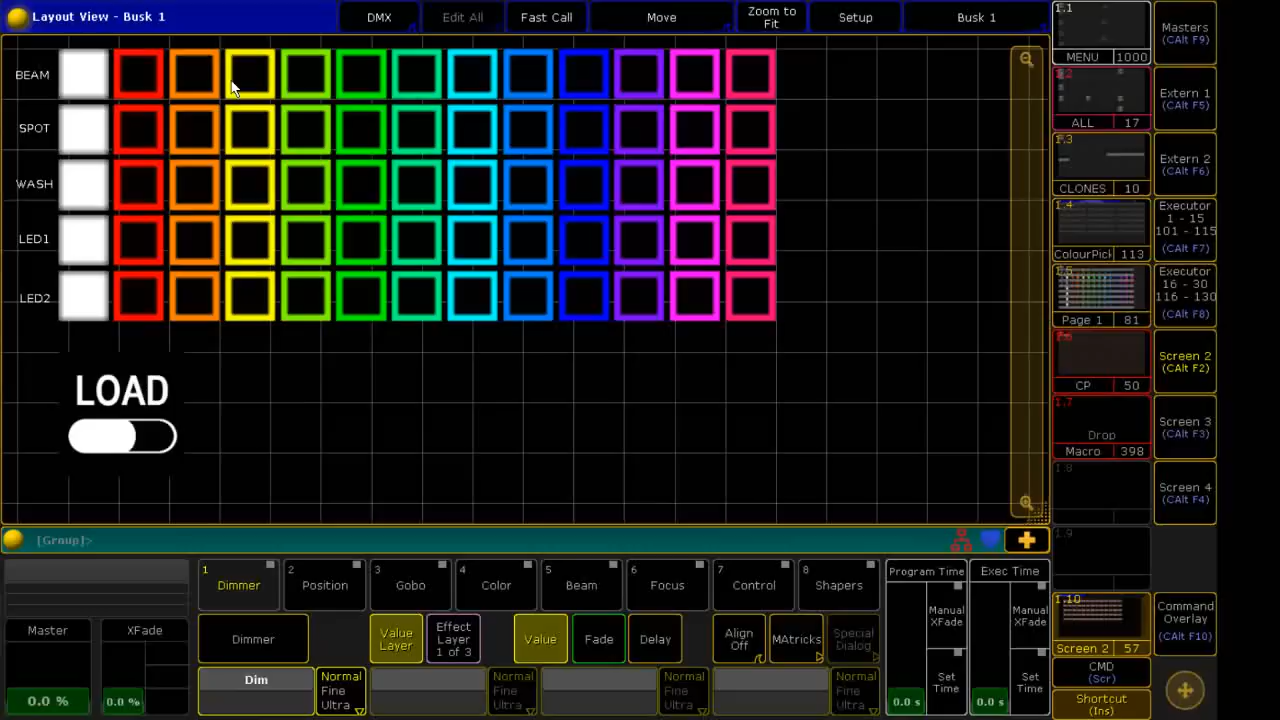 Layout View - Busk 1
DMX
Edit All
Fast Call
Move
Zoom to
Fit
Setup
Busk 1
BEAM
SPOT
WASH
LED1
LED2
LOAD
[Group]>
1.1
MENU 1000
1.2
ALL 17
1.3
CLONES 10
1.4
ColourPick 113
1.5
Page 1 81
1.6
CP 50
1.7
Drop
Macro 398
1.8
1.9
1.10
Screen 2 57
CMD
(Scr)
Shortcut
(Ins)
Masters
(CAlt F9)
Extern 1
(CAlt F5)
Extern 2
(CAlt F6)
Executor
1 - 15
101 - 115
(CAlt F7)
Executor
16 - 30
116 - 130
(CAlt F8)
Screen 2
(CAlt F2)
Screen 3
(CAlt F3)
Screen 4
(CAlt F4)
Command
Overlay
(CAlt F10)
Master
0.0 %
XFade
0.0 %
1
Dimmer
2
Position
3
Gobo
4
Color
5
Beam
6
Focus
7
Control
8
Shapers
Dimmer
Value
Layer
Effect
Layer
1 of 3
Value
Fade
Delay
Align
Off
MAtricks
Special
Dialog
Dim
Normal
Fine
Ultra
Normal
Fine
Ultra
Normal
Fine
Ultra
Normal
Fine
Ultra
Program Time
Manual
XFade
Set
Time
0.0 s
Exec Time
Manual
XFade
Set
Time
0.0 s